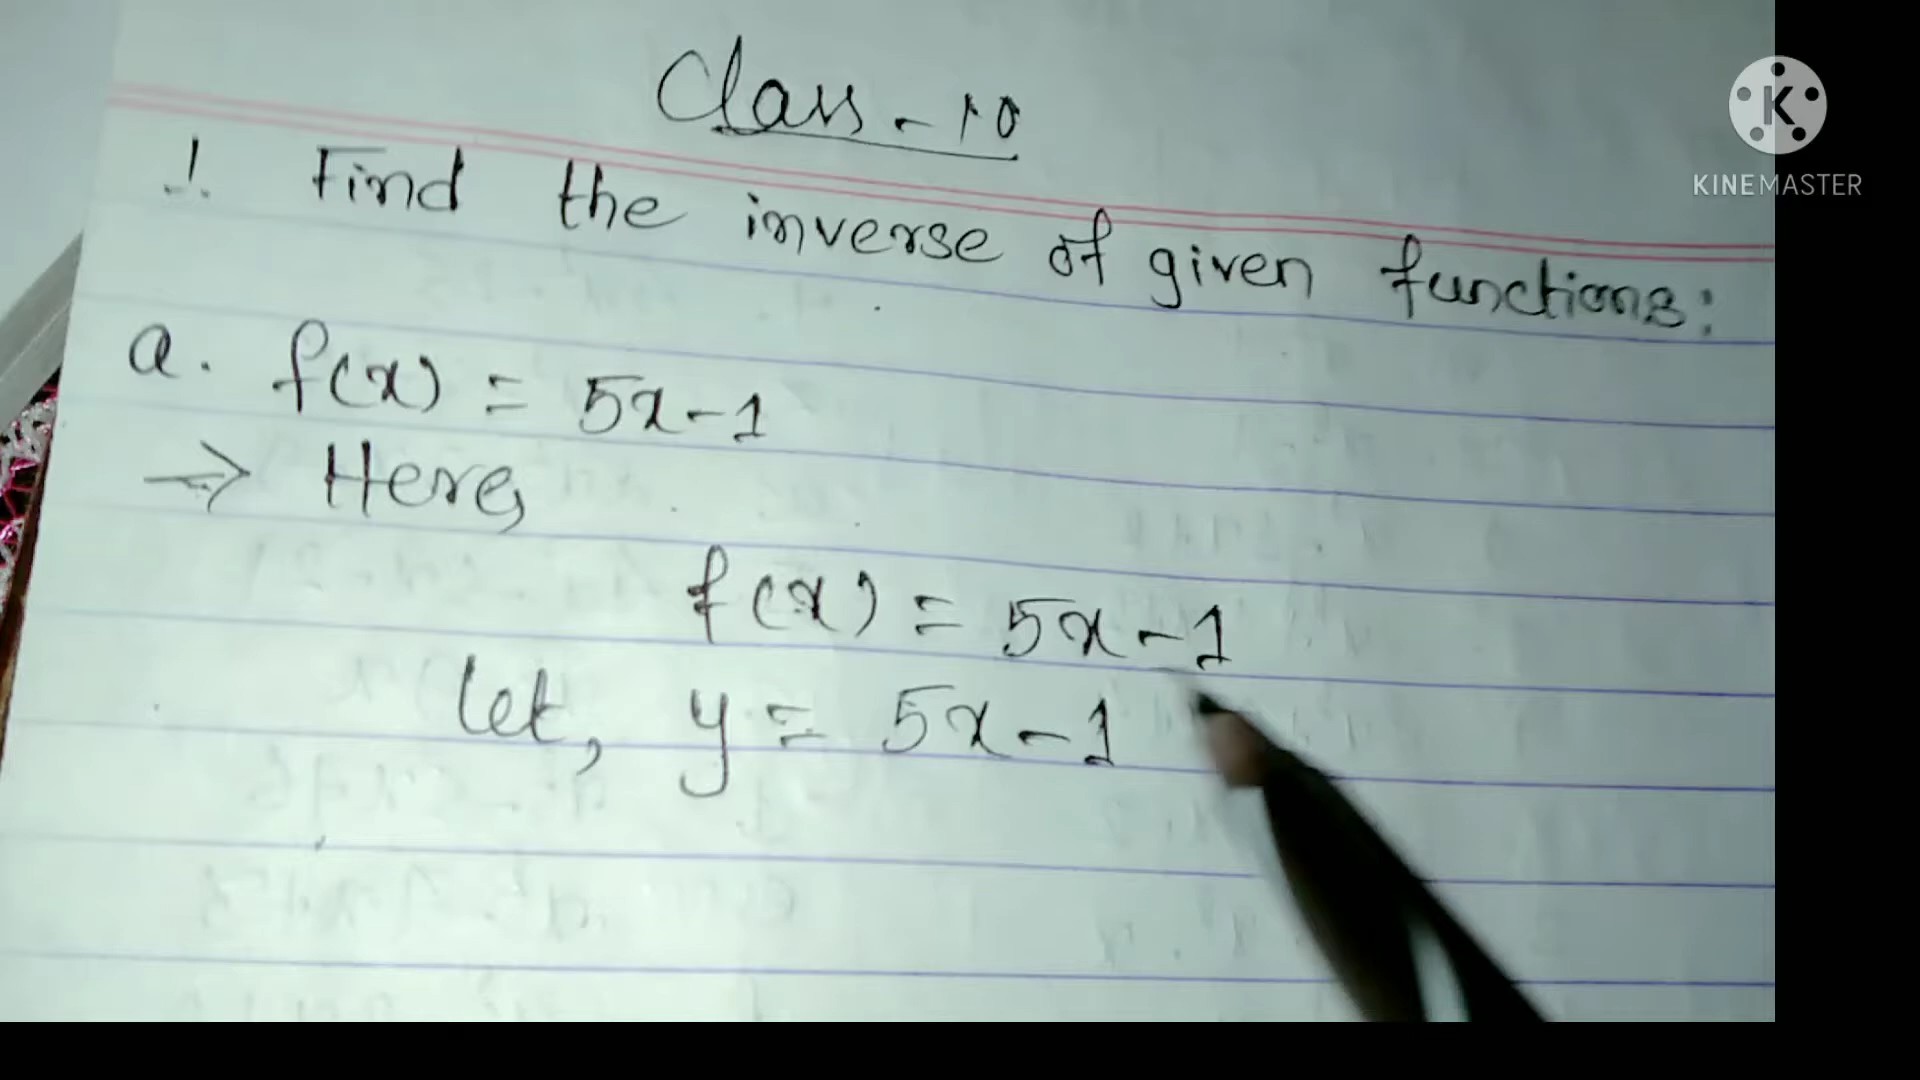 Class - 10
1. Find the inverse of given functions:
a. f(x) = 5x-1
→ Here,
f(x) = 5x-1
let, y = 5x-1
K
KINEMASTER